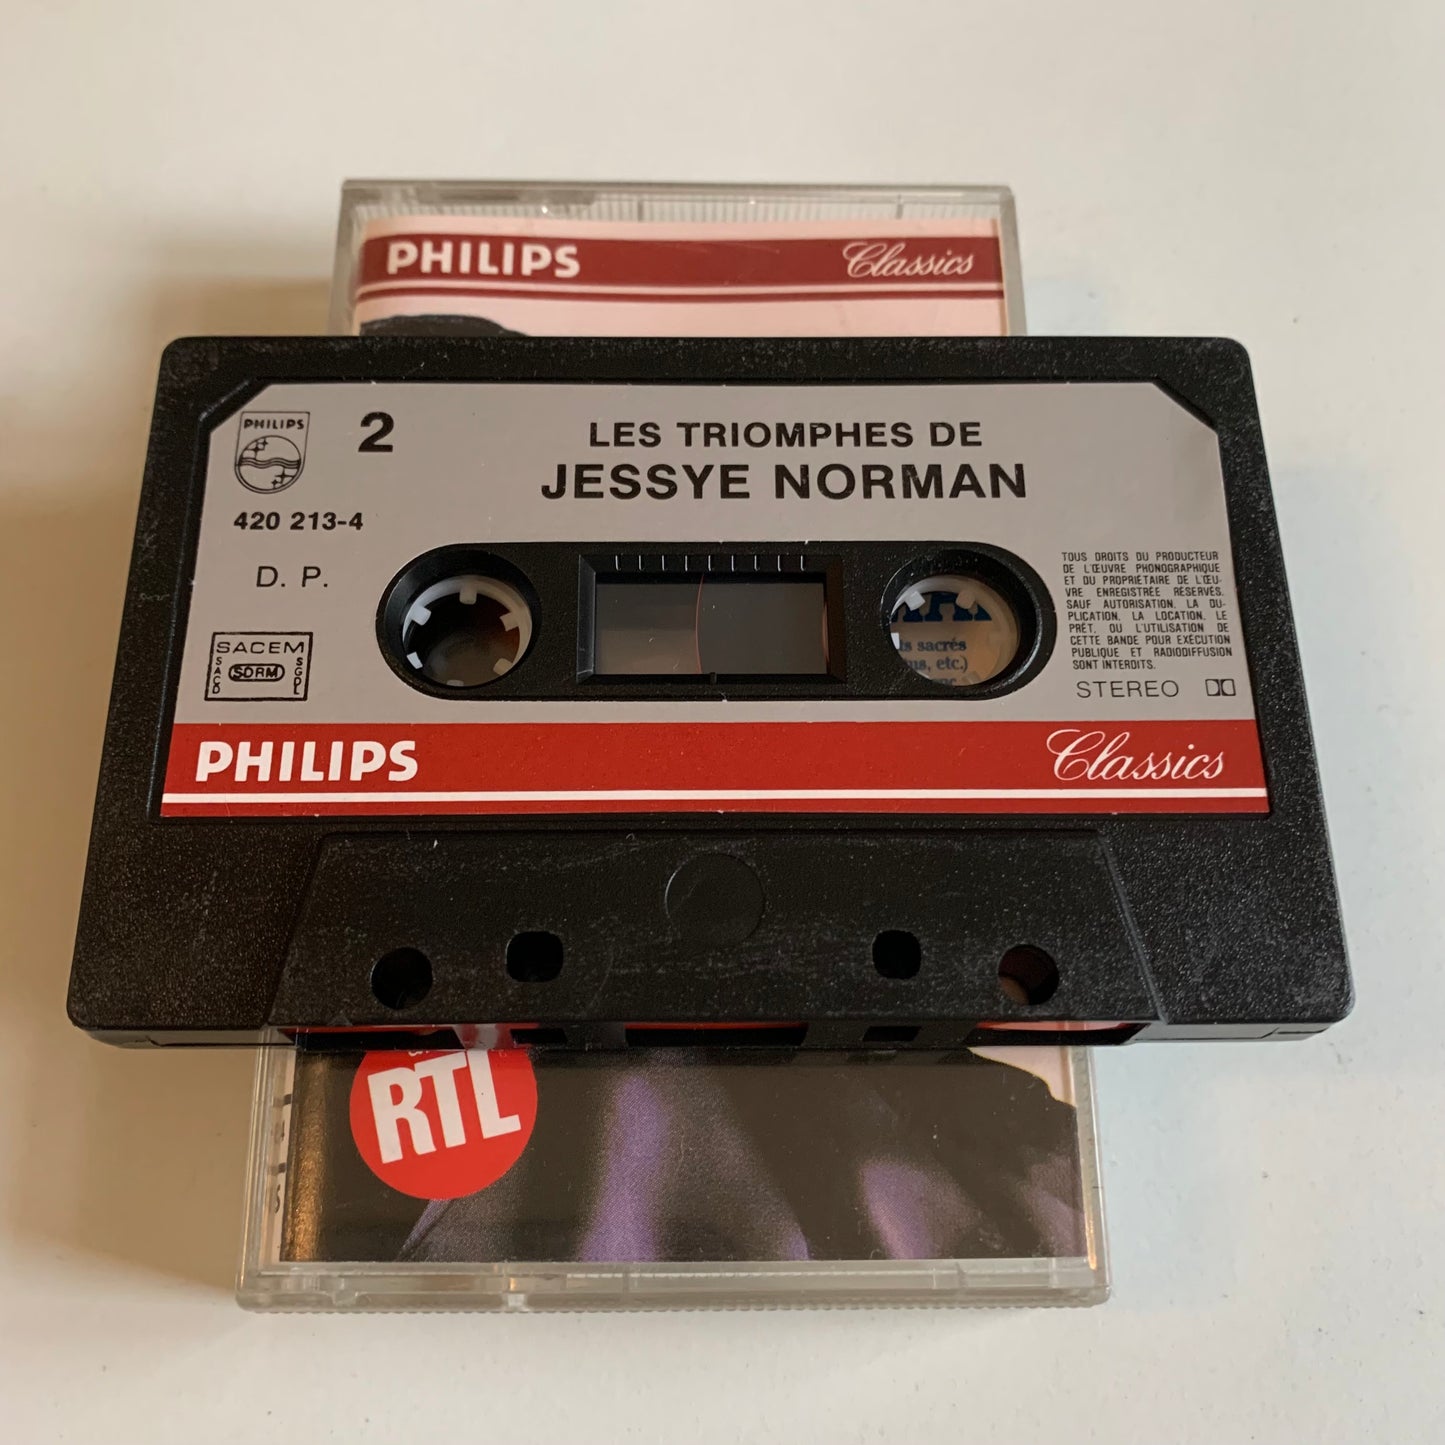 PHILIPS Classics
PHILIPS
2
LES TRIOMPHES DE
JESSYE NORMAN
420 213-4
D. P.
SACEM
SACD SDRM SGDL
TOUS DROITS DU PRODUCTEUR
DE L'ŒUVRE PHONOGRAPHIQUE
ET DU PROPRIÉTAIRE DE L'ŒU-
VRE ENREGISTRÉE RÉSERVÉS.
SAUF AUTORISATION, LA DU-
PLICATION, LA LOCATION, LE
PRÊT, OU L'UTILISATION DE
CETTE BANDE POUR EXÉCUTION
PUBLIQUE ET RADIODIFFUSION
SONT INTERDITS.
STEREO
sacrés
etc.)
PHILIPS Classics
RTL